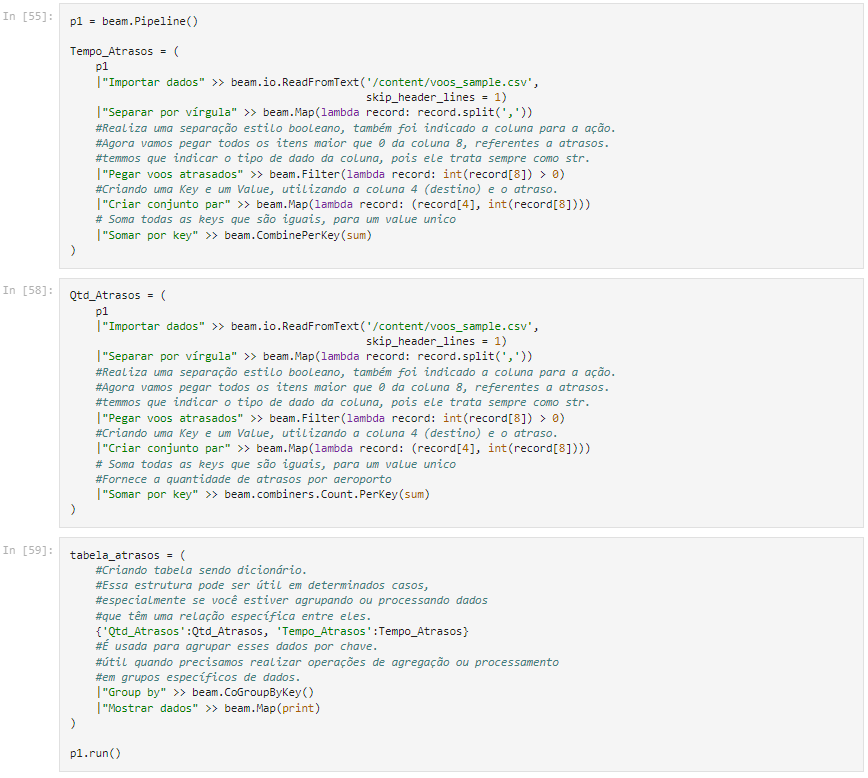 In [55]:
p1 = beam.Pipeline()
Tempo_Atrasos = (
p1
|"Importar dados" >> beam.io.ReadFromText('/content/voos_sample.csv',
skip_header_lines = 1)
|"Separar por vírgula" >> beam.Map(lambda record: record.split(','))
#Realiza uma separação estilo booleano, também foi indicado a coluna para a ação.
#Agora vamos pegar todos os itens maior que 0 da coluna 8, referentes a atrasos.
#temmos que indicar o tipo de dado da coluna, pois ele trata sempre como str.
|"Pegar voos atrasados" >> beam.Filter(lambda record: int(record[8]) > 0)
#Criando uma Key e um Value, utilizando a coluna 4 (destino) e o atraso.
|"Criar conjunto par" >> beam.Map(lambda record: (record[4], int(record[8])))
# Soma todas as keys que são iguais, para um value unico
|"Somar por key" >> beam.CombinePerKey(sum)
)
In [58]:
Qtd_Atrasos = (
p1
|"Importar dados" >> beam.io.ReadFromText('/content/voos_sample.csv',
skip_header_lines = 1)
|"Separar por vírgula" >> beam.Map(lambda record: record.split(','))
#Realiza uma separação estilo booleano, também foi indicado a coluna para a ação.
#Agora vamos pegar todos os itens maior que 0 da coluna 8, referentes a atrasos.
#temmos que indicar o tipo de dado da coluna, pois ele trata sempre como str.
|"Pegar voos atrasados" >> beam.Filter(lambda record: int(record[8]) > 0)
#Criando uma Key e um Value, utilizando a coluna 4 (destino) e o atraso.
|"Criar conjunto par" >> beam.Map(lambda record: (record[4], int(record[8])))
# Soma todas as keys que são iguais, para um value unico
#Fornece a quantidade de atrasos por aeroporto
|"Somar por key" >> beam.combiners.Count.PerKey(sum)
)
In [59]:
tabela_atrasos = (
#Criando tabela sendo dicionário.
#Essa estrutura pode ser útil em determinados casos,
#especialmente se você estiver agrupando ou processando dados
#que têm uma relação específica entre eles.
{'Qtd_Atrasos':Qtd_Atrasos, 'Tempo_Atrasos':Tempo_Atrasos}
#É usada para agrupar esses dados por chave.
#útil quando precisamos realizar operações de agregação ou processamento
#em grupos específicos de dados.
|"Group by" >> beam.CoGroupByKey()
|"Mostrar dados" >> beam.Map(print)
)
p1.run()